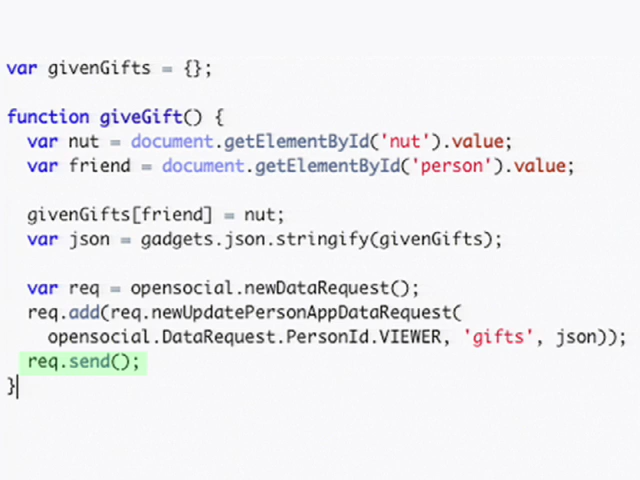 var givenGifts = {};
function giveGift() {
var nut = document.getElementById('nut').value;
var friend = document.getElementById('person').value;
givenGifts[friend] = nut;
var json = gadgets.json.stringify(givenGifts);
var req = opensocial.newDataRequest();
req.add(req.newUpdatePersonAppDataRequest(
opensocial.DataRequest.PersonId.VIEWER, 'gifts', json));
req.send();
}